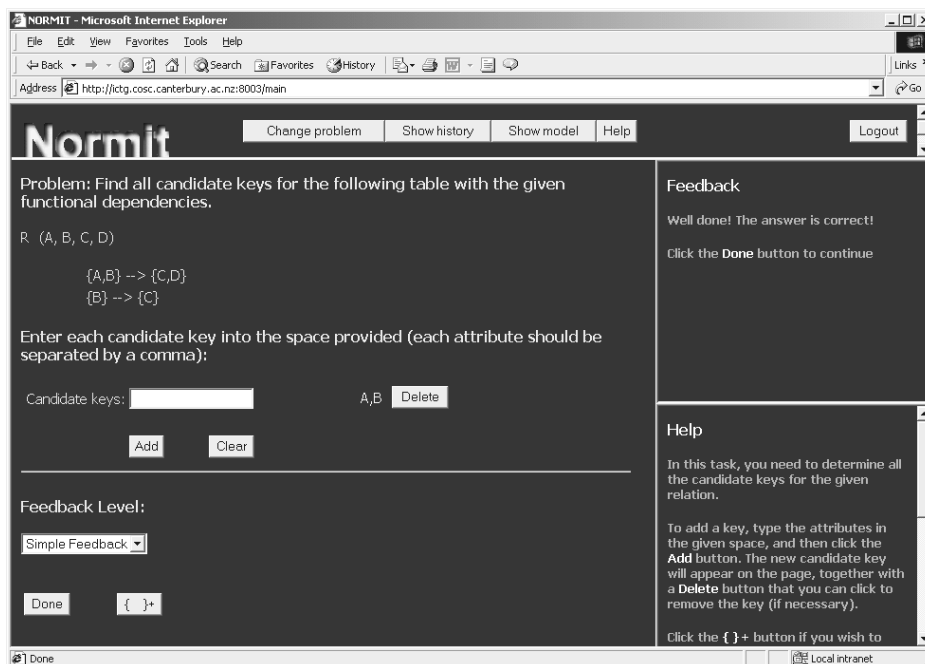 NORMIT - Microsoft Internet Explorer
File Edit View Favorites Tools Help
Back Search Favorites History Links
Address http://ictg.cosc.canterbury.ac.nz:8003/main Go
Normit Change problem Show history Show model Help Logout
Problem: Find all candidate keys for the following table with the given
functional dependencies.
R (A, B, C, D)
{A,B} --> {C,D}
{B} --> {C}
Enter each candidate key into the space provided (each attribute should be
separated by a comma):
Candidate keys: A,B Delete
Add Clear
Feedback Level:
Simple Feedback
Done { }+
Feedback
Well done! The answer is correct!
Click the Done button to continue
Help
In this task, you need to determine all
the candidate keys for the given
relation.
To add a key, type the attributes in
the given space, and then click the
Add button. The new candidate key
will appear on the page, together with
a Delete button that you can click to
remove the key (if necessary).
Click the { }+ button if you wish to
Done Local intranet